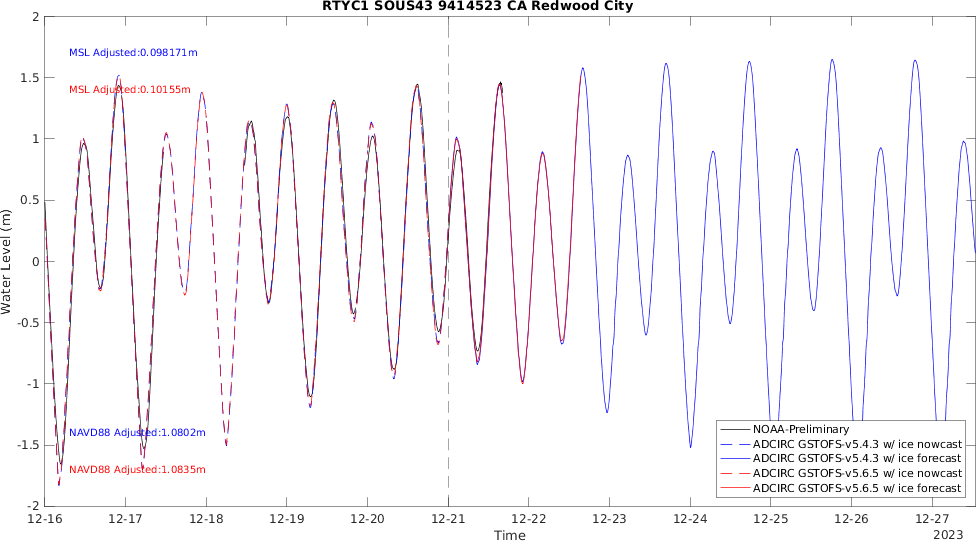 RTYC1 SOUS43 9414523 CA Redwood City
2
1.5
1
0.5
0
-0.5
-1
-1.5
-2
Water Level (m)
MSL Adjusted:0.098171m
MSL Adjusted:0.10155m
NAVD88 Adjusted:1.0802m
NAVD88 Adjusted:1.0835m
NOAA-Preliminary
ADCIRC GSTOFS-v5.4.3 w/ ice nowcast
ADCIRC GSTOFS-v5.4.3 w/ ice forecast
ADCIRC GSTOFS-v5.6.5 w/ ice nowcast
ADCIRC GSTOFS-v5.6.5 w/ ice forecast
12-16 12-17 12-18 12-19 12-20 12-21 12-22 12-23 12-24 12-25 12-26 12-27
Time
2023